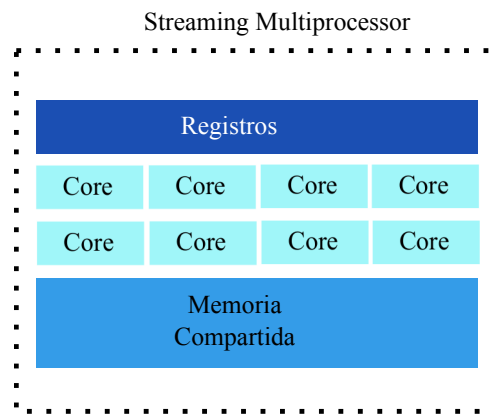 Streaming Multiprocessor
Registros
Core Core Core Core
Core Core Core Core
Memoria
Compartida